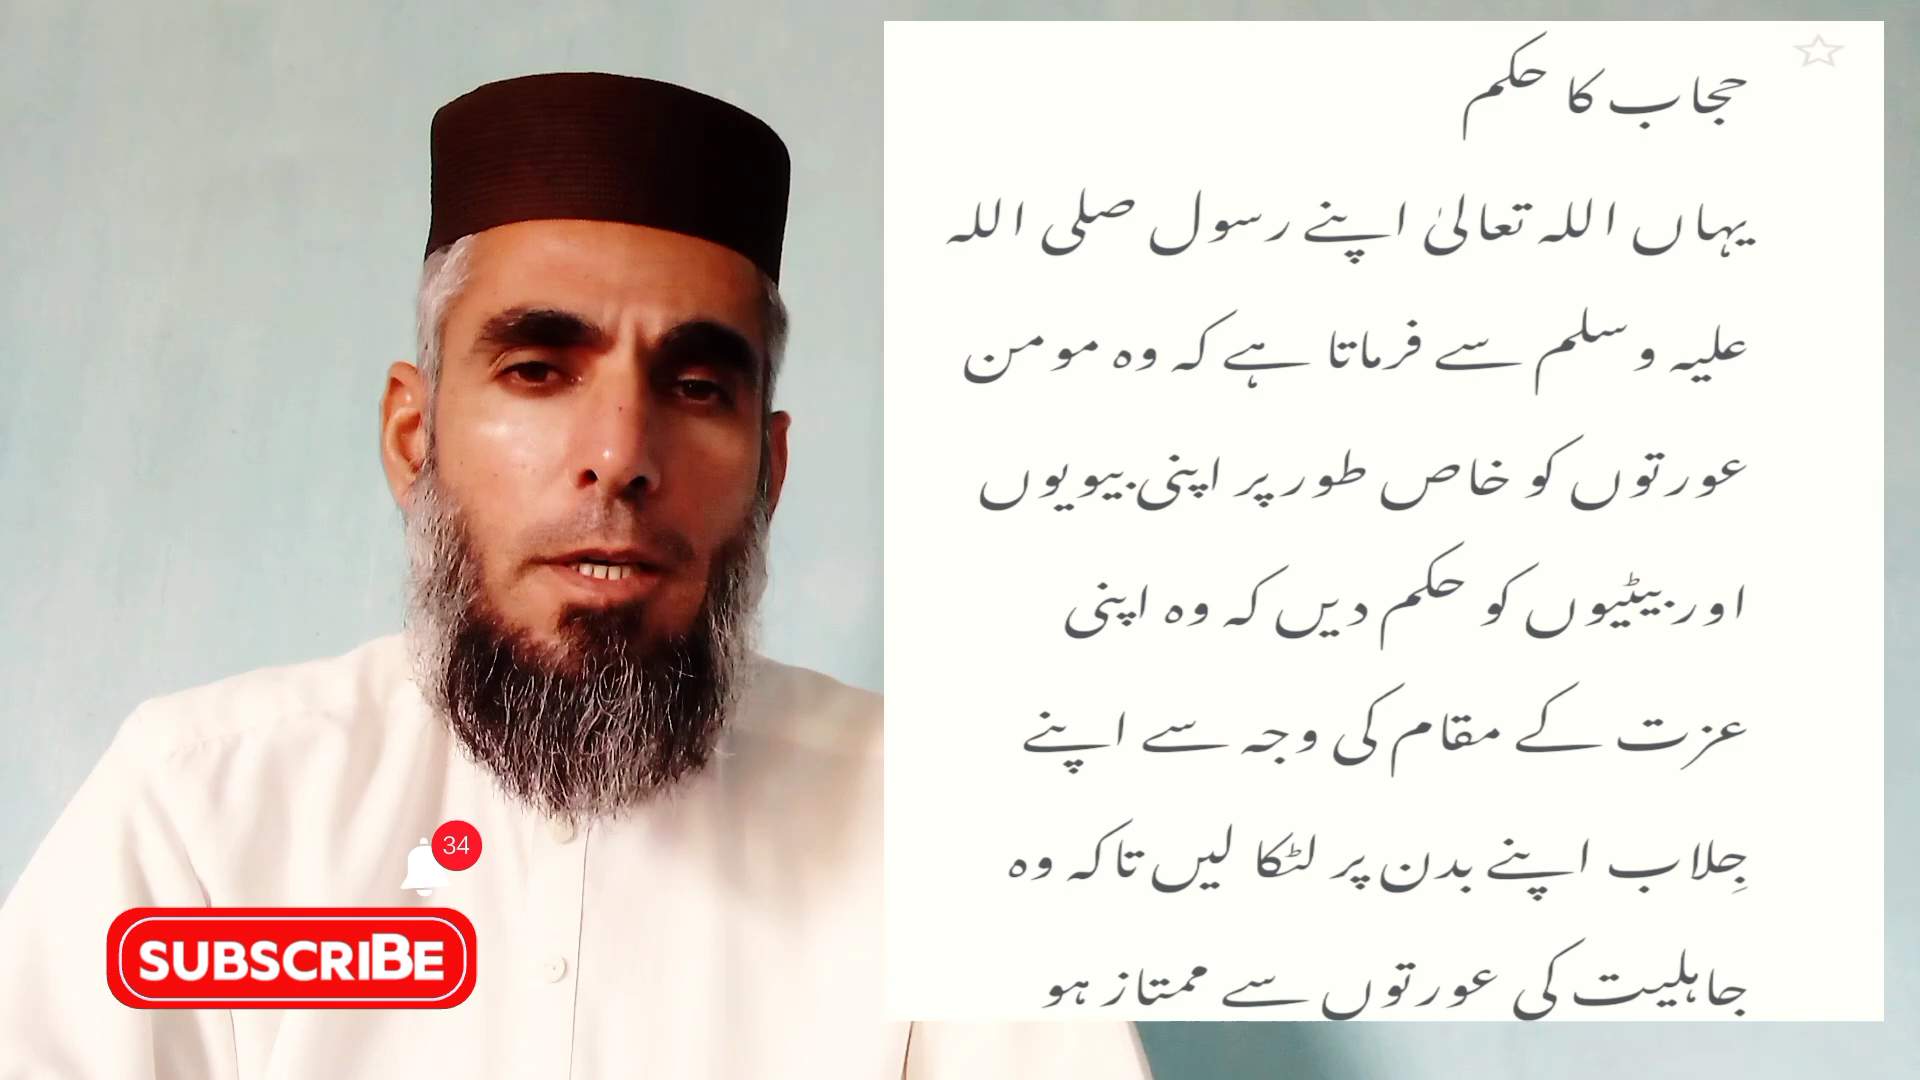 حجاب کا حکم
یہاں اللہ تعالیٰ اپنے رسول صلی اللہ
علیہ وسلم سے فرماتا ہے کہ وہ مومن
عورتوں کو خاص طور پر اپنی بیویوں
اور بیٹیوں کو حکم دیں کہ وہ اپنی
عزت کے مقام کی وجہ سے اپنے
جِلاب اپنے بدن پر لٹکا لیں تاکہ وہ
جاہلیت کی عورتوں سے ممتاز ہو
34
SUBSCRIBE